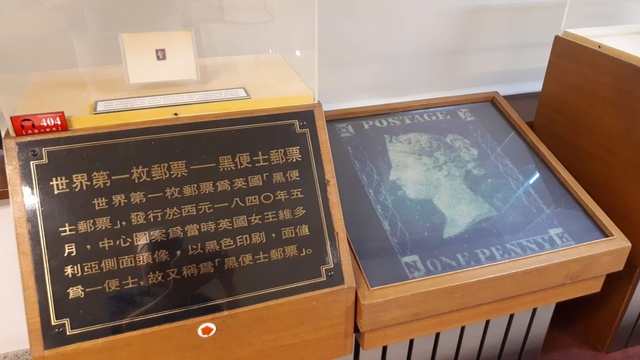 404
世界第一枚郵票——黑便士郵票
世界第一枚郵票為英國「黑便
士郵票」，發行於西元一八四〇年五
月，中心圖案為當時英國女王維多
利亞側面頭像，以黑色印刷，面值
為一便士，故又稱為「黑便士郵票」。
POSTAGE
ONE PENNY